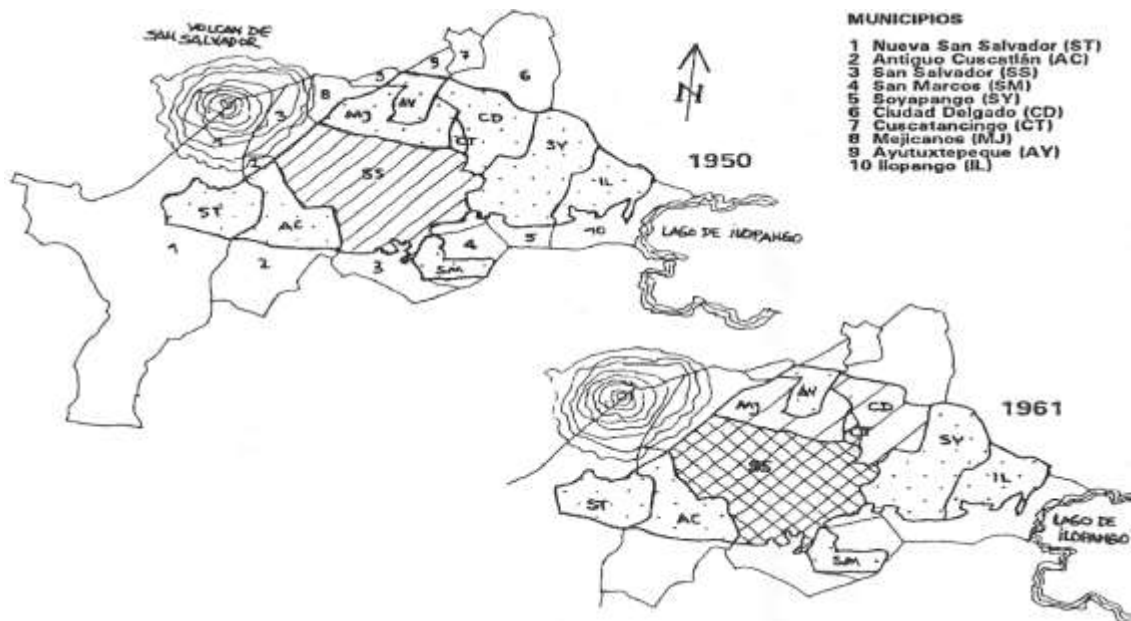 VOLCAN DE
SAN SALVADOR
MUNICIPIOS
1 Nueva San Salvador (ST)
2 Antiguo Cuscatlán (AC)
3 San Salvador (SS)
4 San Marcos (SM)
5 Soyapango (SY)
6 Ciudad Delgado (CD)
7 Cuscatancingo (CT)
8 Mejicanos (MJ)
9 Ayutuxtepeque (AY)
10 Ilopango (IL)
N
1950
7
9
6
5
8
3
MJ
AY
CD
CT
SY
1
2
SS
IL
ST
AC
4
5
10
LAGO DE ILOPANGO
1
2
3
SM
1961
MJ
AY
CD
CT
SY
SS
IL
ST
AC
LAGO DE
ILOPANGO
SM